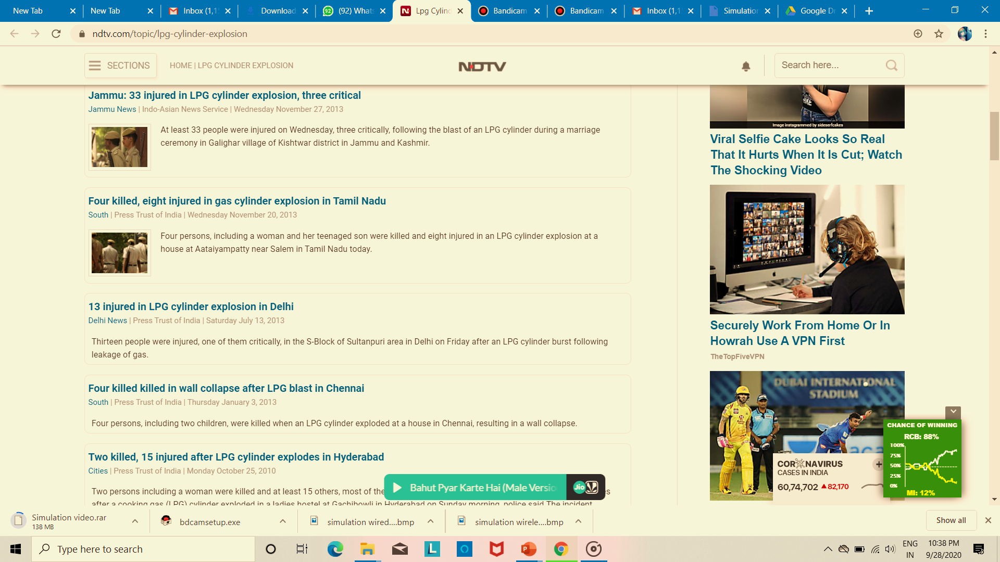 New Tab
New Tab
Inbox (1,1
Download
(92) What
Lpg Cylind
Bandicam
Bandicam
Inbox (1,1
Simulation
Google Dr
ndtv.com/topic/lpg-cylinder-explosion
SECTIONS
HOME | LPG CYLINDER EXPLOSION
NDTV
Search here...
Jammu: 33 injured in LPG cylinder explosion, three critical
Jammu News | Indo-Asian News Service | Wednesday November 27, 2013
At least 33 people were injured on Wednesday, three critically, following the blast of an LPG cylinder during a marriage
ceremony in Galighar village of Kishtwar district in Jammu and Kashmir.
Four killed, eight injured in gas cylinder explosion in Tamil Nadu
South | Press Trust of India | Wednesday November 20, 2013
Four persons, including a woman and her teenaged son were killed and eight injured in an LPG cylinder explosion at a
house at Aataiyampatty near Salem in Tamil Nadu today.
13 injured in LPG cylinder explosion in Delhi
Delhi News | Press Trust of India | Saturday July 13, 2013
Thirteen people were injured, one of them critically, in the S-Block of Sultanpuri area in Delhi on Friday after an LPG cylinder burst following
leakage of gas.
Four killed killed in wall collapse after LPG blast in Chennai
South | Press Trust of India | Thursday January 3, 2013
Four persons, including two children, were killed when an LPG cylinder exploded at a house in Chennai, resulting in a wall collapse.
Two killed, 15 injured after LPG cylinder explodes in Hyderabad
Cities | Press Trust of India | Monday October 25, 2010
Two persons including a woman were killed and at least 15 others, most of the
after a cooking gas (LPG) cylinder exploded in a ladies hostel at Gachibowli in Hyderabad on Sunday morning, police said.The incident
Bahut Pyar Karte Hai (Male Versio
Jio
Image instagrammed by sideserfcakes
Viral Selfie Cake Looks So Real
That It Hurts When It Is Cut; Watch
The Shocking Video
Securely Work From Home Or In
Howrah Use A VPN First
TheTopFiveVPN
DUBAI INTERNATIONAL
STADIUM
CORONAVIRUS
CASES IN INDIA
60,74,702 ▲82,170
CHANCE OF WINNING
RCB: 88%
100%
75%
50%
25%
0%
MI: 12%
Simulation video.rar
138 MB
bdcamsetup.exe
simulation wired....bmp
simulation wirele....bmp
Show all
Type here to search
ENG
IN
10:38 PM
9/28/2020